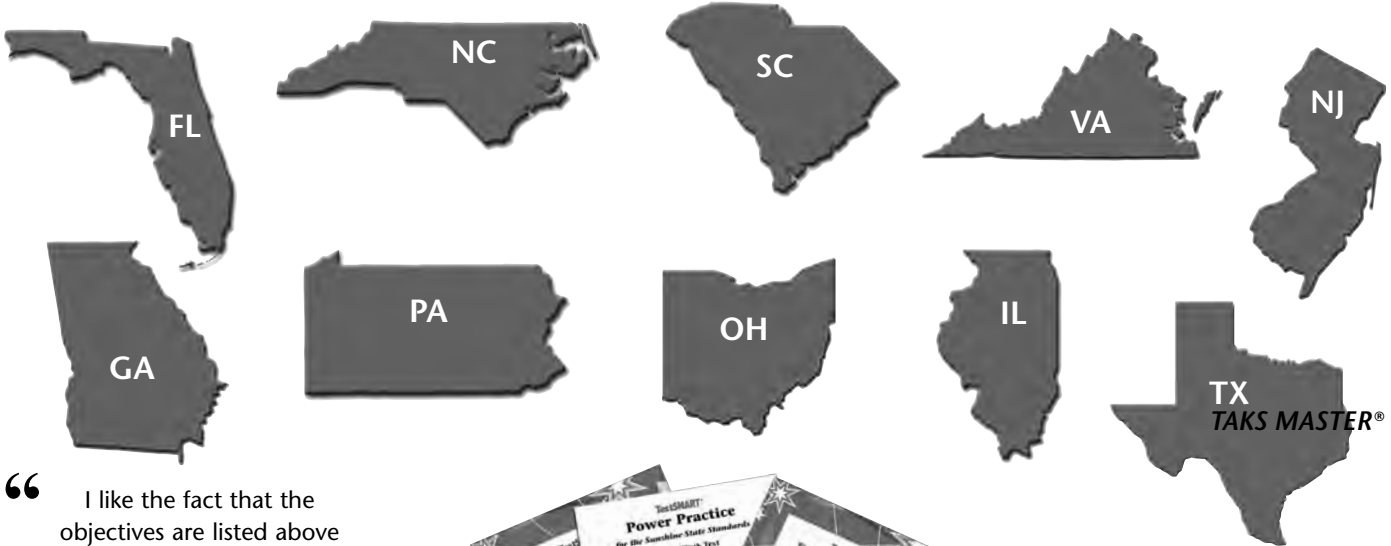 FL
NC
SC
VA
NJ
GA
PA
OH
IL
TX
TAKS MASTER®
“ I like the fact that the
objectives are listed above
TestSMART®
Power Practice
for the Sunshine State Standards
Text